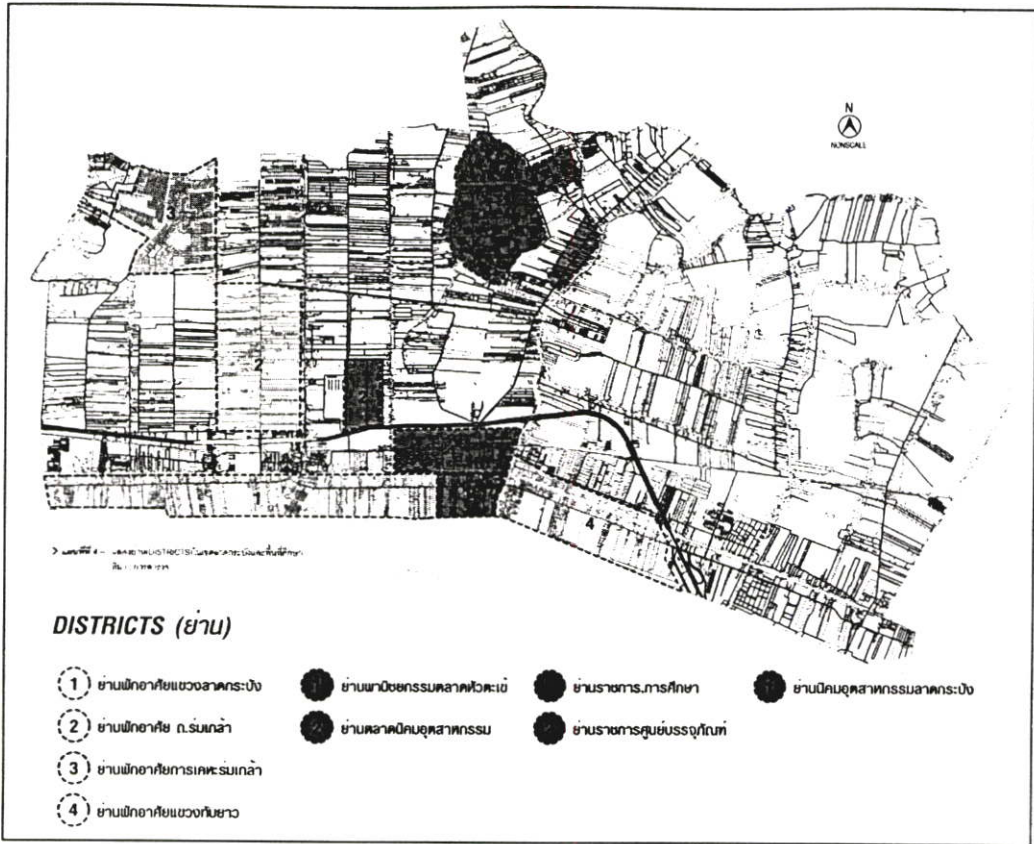 N
NONSCALL
3
2
1
4
DISTRICTS (ย่าน)
1 ย่านพักอาศัยแขวงลาดกระบัง
2 ย่านพักอาศัย ถ.ร่มเกล้า
3 ย่านพักอาศัยการเคหะร่มเกล้า
4 ย่านพักอาศัยแขวงทับยาว
ย่านพาณิชยกรรมตลาดหัวตะเข้
ย่านตลาดนิคมอุตสาหกรรม
ย่านราชการ.การศึกษา
ย่านราชการศูนย์บรรจุภัณฑ์
ย่านนิคมอุตสาหกรรมลาดกระบัง